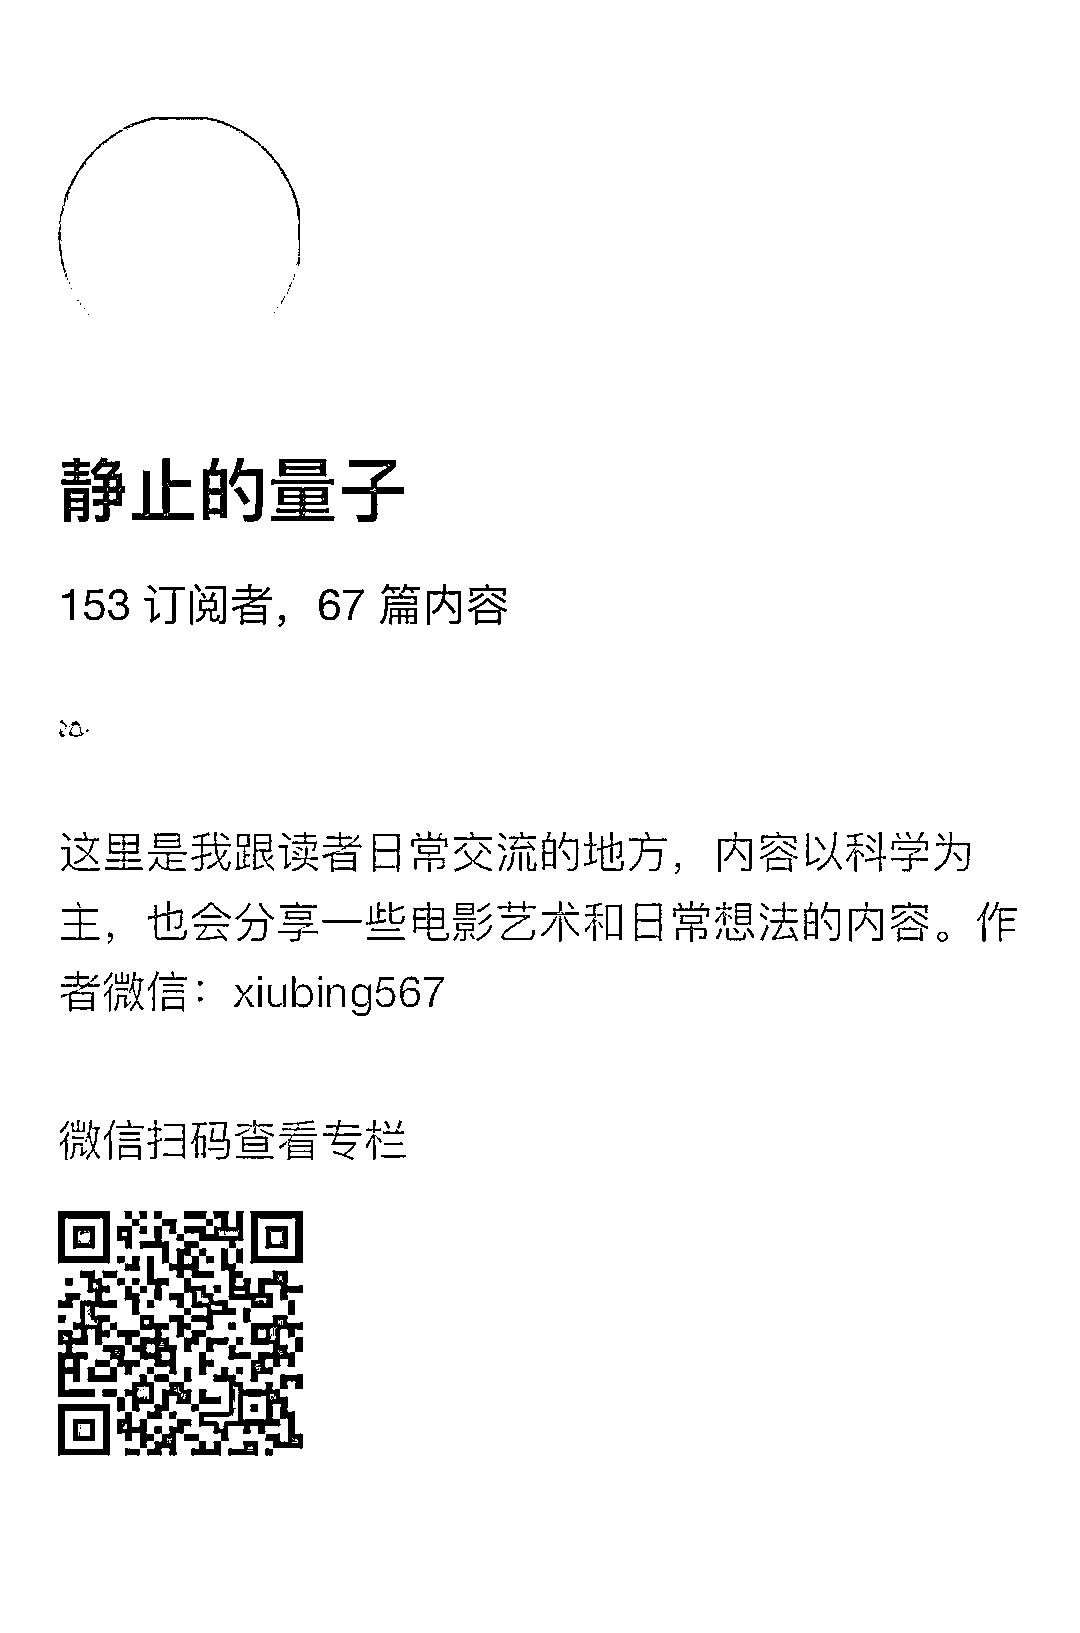 静止的量子
153 订阅者，67 篇内容
这里是我跟读者日常交流的地方，内容以科学为
主，也会分享一些电影艺术和日常想法的内容。作
者微信：xiubing567
微信扫码查看专栏